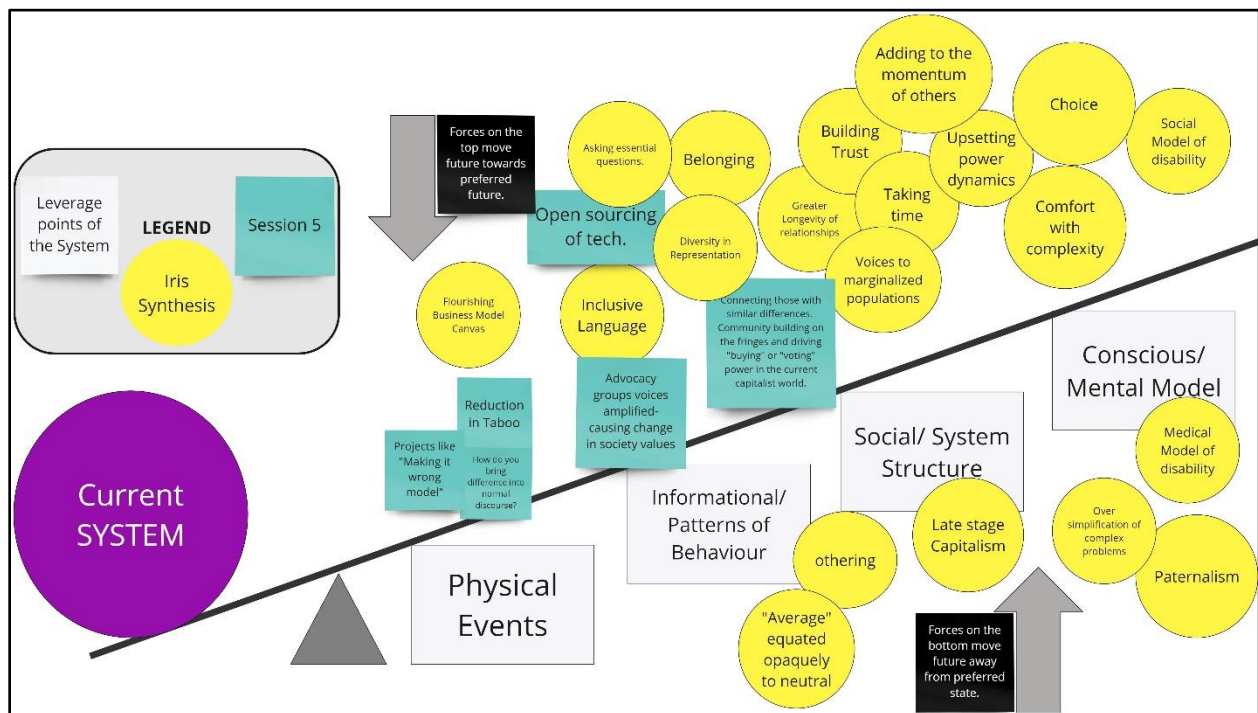 Leverage
points of
the System
LEGEND
Iris
Synthesis
Session 5
Forces on the
top move
future towards
preferred
future.
Asking essential
questions.
Belonging
Building
Trust
Adding to the
momentum
of others
Upsetting
power
dynamics
Choice
Social
Model of
disability
Open sourcing
of tech.
Diversity in
Representation
Greater
Longevity of
relationships
Taking
time
Comfort
with
complexity
Voices to
marginalized
populations
Flourishing
Business Model
Canvas
Inclusive
Language
Connecting those with
similar differences.
Community building on
the fringes and driving
"buying" or "voting"
power in the current
capitalist world.
Reduction
in Taboo
Projects like
"Making it
wrong
model"
How do you
bring
difference into
normal
discourse?
Advocacy
groups voices
amplified-
causing change
in society values
Current
SYSTEM
Physical
Events
Informational/
Patterns of
Behaviour
Social/ System
Structure
Conscious/
Mental Model
Medical
Model of
disability
othering
Late stage
Capitalism
Over
simplification of
complex
problems
Paternalism
"Average"
equated
opaquely
to neutral
Forces on the
bottom move
future away
from preferred
state.